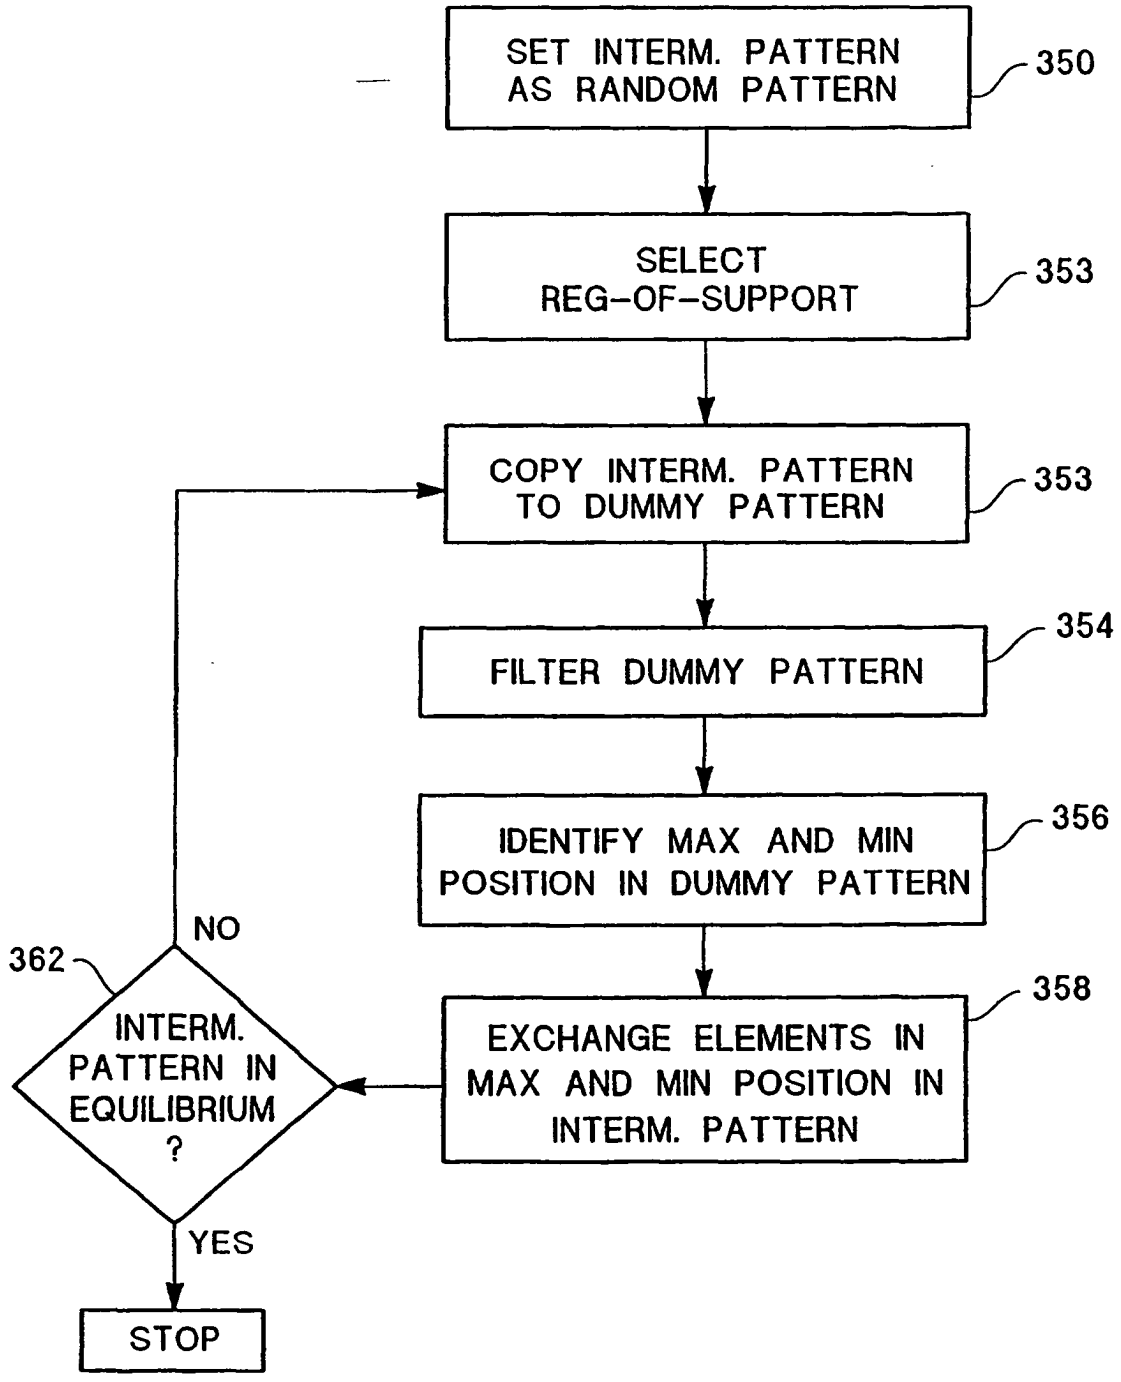 SET INTERM. PATTERN
AS RANDOM PATTERN
350
SELECT
REG-OF-SUPPORT
353
COPY INTERM. PATTERN
TO DUMMY PATTERN
353
FILTER DUMMY PATTERN
354
IDENTIFY MAX AND MIN
POSITION IN DUMMY PATTERN
356
EXCHANGE ELEMENTS IN
MAX AND MIN POSITION IN
INTERM. PATTERN
358
NO
362
INTERM.
PATTERN IN
EQUILIBRIUM
?
YES
STOP